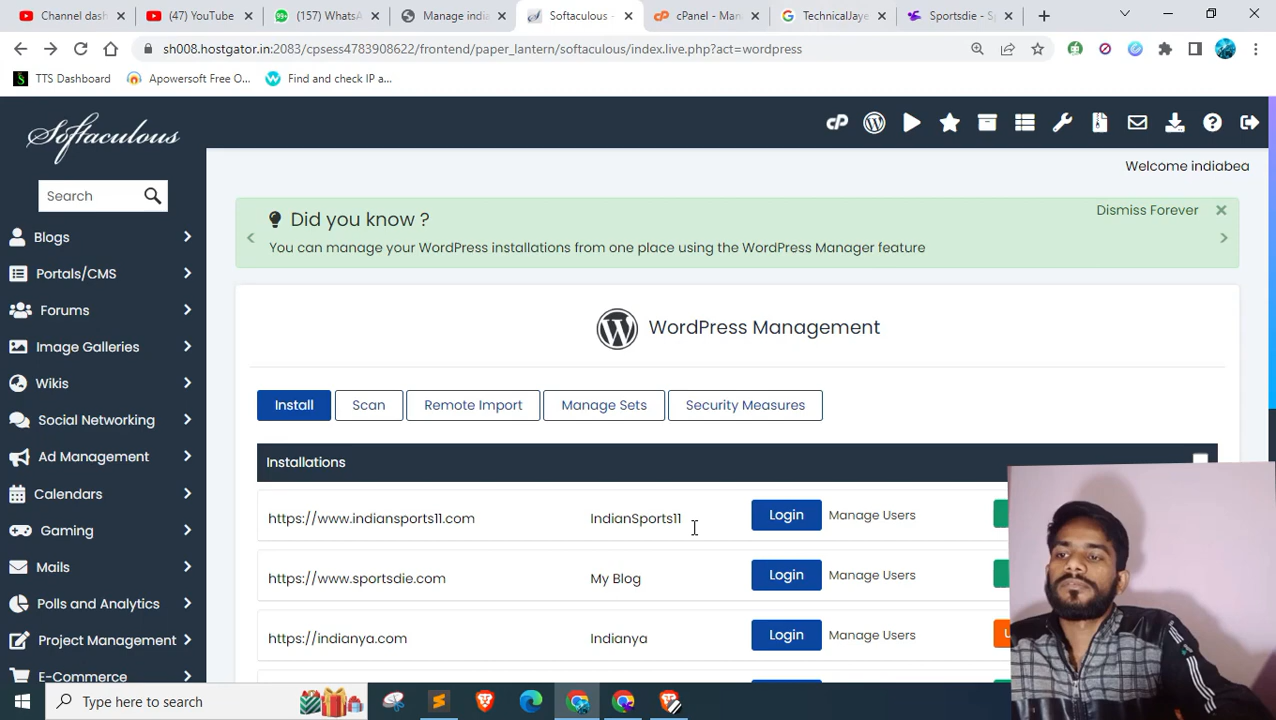 Channel dash
(47) YouTube
(157) WhatsA
Manage india
Softaculous -
cPanel - Man
TechnicalJaye
Sportsdie - Sp
sh008.hostgator.in:2083/cpsess4783908622/frontend/paper_lantern/softaculous/index.live.php?act=wordpress
TTS Dashboard
Apowersoft Free O...
Find and check IP a...
Softaculous
cP
Welcome indiabea
Search
Did you know ?
Dismiss Forever
You can manage your WordPress installations from one place using the WordPress Manager feature
Blogs
Portals/CMS
Forums
Image Galleries
Wikis
Social Networking
Ad Management
Calendars
Gaming
Mails
Polls and Analytics
Project Management
E-Commerce
WordPress Management
Install
Scan
Remote Import
Manage Sets
Security Measures
Installations
https://www.indiansports11.com
IndianSports11
Login
Manage Users
https://www.sportsdie.com
My Blog
Login
Manage Users
https://indianya.com
Indianya
Login
Manage Users
Type here to search